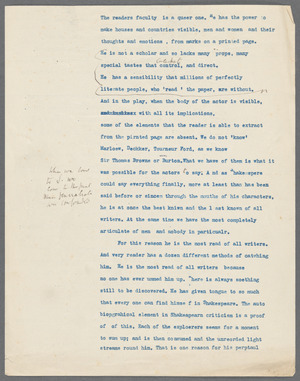 The readers faculty is a queer one. He has the power to
make houses and countries visible, men and women and their
thoughts and emotions , from marks on a printed page.
He is not a scholar and so lacks many props, many
special tastes that control, and direct.
He has a sensibility that millions of perfectly
literate people, who 'read ' the paper, are without.
And in the play, when the body of the actor is visible,
with all its implications,
some of the elements that the reader is able to extract
from the printed page are absent. We do not 'know'
Marlow, Dekker, Tourneur Ford, as we know
Sir Thomas Browne or Burton. What we have of them is what it
was possible for the actors to say; And as Shakespeare
could say everything finally, more at least than has been
said before or since through the mouths of his characters,
he is at once the best known and the least known of all
writers. At the same time we have the most completely
articulate of men and nobody in particulart.
For this reason he is the most read of all writers.
And very reader has a dozen different methods of catching
him. He is the most read of all writers because
no one has ever summed him up. There is always something
still to be discovered. He has given tongue to so much
that every one can find himse f in Shakespeare. The auto
biographical element in Shakespeare criticism is a proof
of of this. Each of the explorers seems for a moment
to sum up; and is then consumed and the unwearied light
streams round him. That is one reason for his perpetual